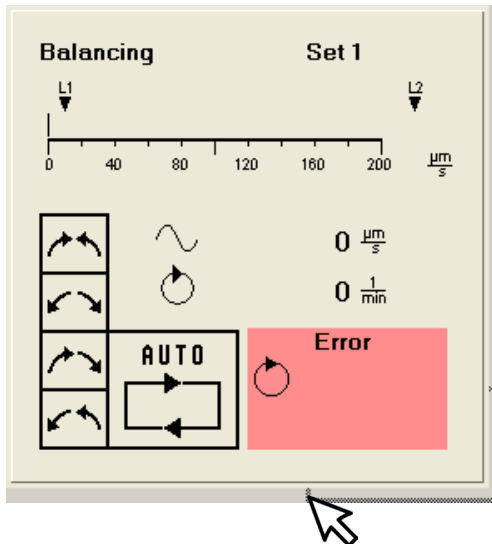 Balancing Set 1
L1 L2
0 40 80 120 160 200 µm/s
0 µm/s
0 1/min
AUTO
Error